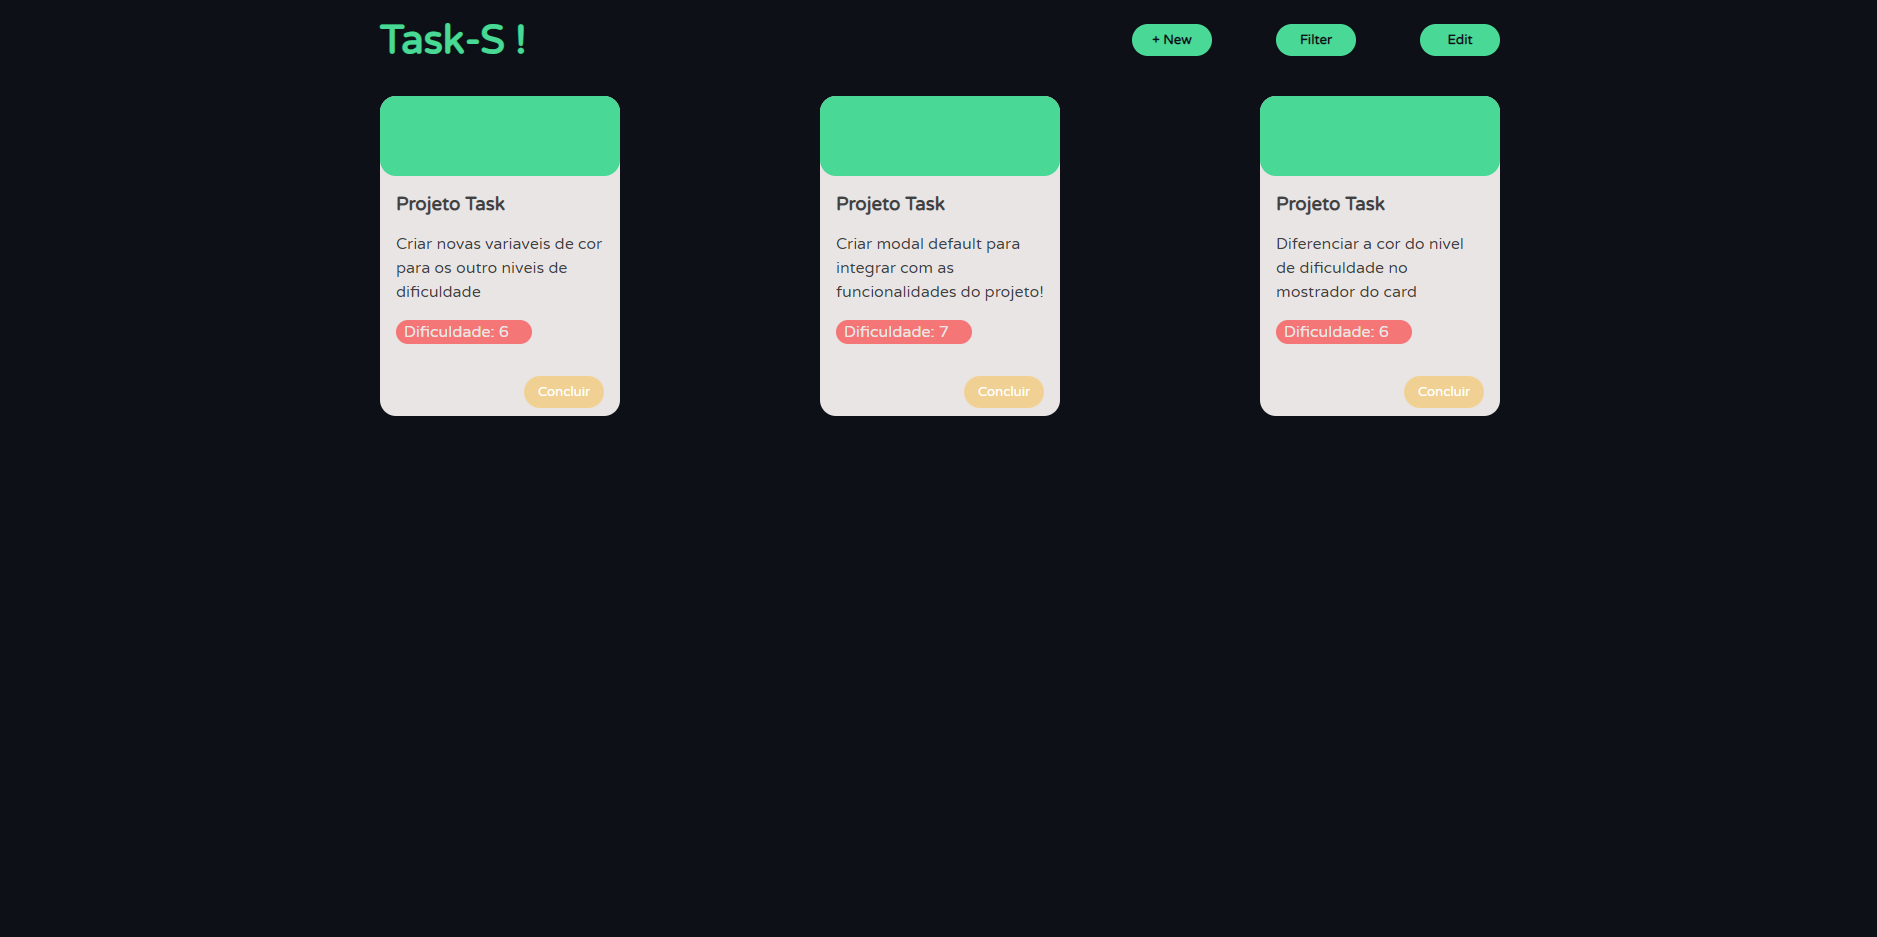 Task-S !
+ New
Filter
Edit
Projeto Task
Criar novas variaveis de cor
para os outro niveis de
dificuldade
Dificuldade: 6
Concluir
Projeto Task
Criar modal default para
integrar com as
funcionalidades do projeto!
Dificuldade: 7
Concluir
Projeto Task
Diferenciar a cor do nivel
de dificuldade no
mostrador do card
Dificuldade: 6
Concluir